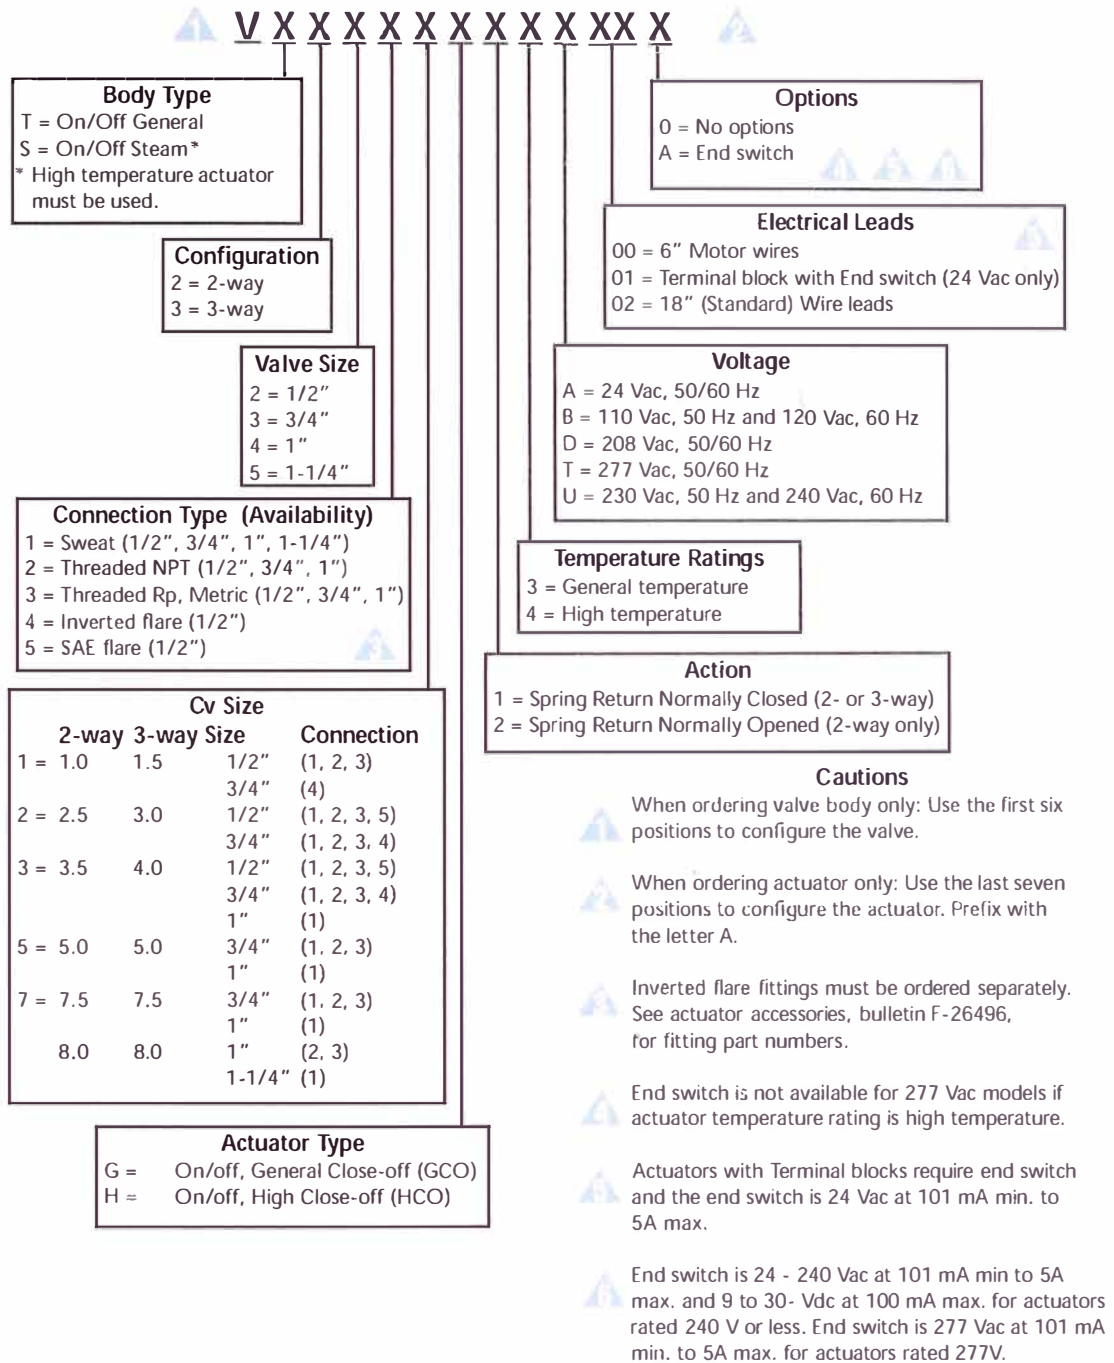 V X X X X X X X X X XX X
Body Type
T = On/Off General
S = On/Off Steam*
* High temperature actuator
must be used.
Options
0 = No options
A = End switch
Electrical Leads
00 = 6" Motor wires
01 = Terminal block with End switch (24 Vac only)
02 = 18" (Standard) Wire leads
Configuration
2 = 2-way
3 = 3-way
Valve Size
2 = 1/2"
3 = 3/4"
4 = 1"
5 = 1-1/4"
Voltage
A = 24 Vac, 50/60 Hz
B = 110 Vac, 50 Hz and 120 Vac, 60 Hz
D = 208 Vac, 50/60 Hz
T = 277 Vac, 50/60 Hz
U = 230 Vac, 50 Hz and 240 Vac, 60 Hz
Connection Type (Availability)
1 = Sweat (1/2", 3/4", 1", 1-1/4")
2 = Threaded NPT (1/2", 3/4", 1")
3 = Threaded Rp, Metric (1/2", 3/4", 1")
4 = Inverted flare (1/2")
5 = SAE flare (1/2")
Temperature Ratings
3 = General temperature
4 = High temperature
Action
1 = Spring Return Normally Closed (2- or 3-way)
2 = Spring Return Normally Opened (2-way only)
Cv Size
2-way 3-way Size Connection
1 = 1.0 1.5 1/2" (1, 2, 3)
3/4" (4)
2 = 2.5 3.0 1/2" (1, 2, 3, 5)
3/4" (1, 2, 3, 4)
3 = 3.5 4.0 1/2" (1, 2, 3, 5)
3/4" (1, 2, 3, 4)
1" (1)
5 = 5.0 5.0 3/4" (1, 2, 3)
1" (1)
7 = 7.5 7.5 3/4" (1, 2, 3)
1" (1)
8.0 8.0 1" (2, 3)
1-1/4" (1)
Actuator Type
G = On/off, General Close-off (GCO)
H = On/off, High Close-off (HCO)
Cautions
When ordering valve body only: Use the first six
positions to configure the valve.
When ordering actuator only: Use the last seven
positions to configure the actuator. Prefix with
the letter A.
Inverted flare fittings must be ordered separately.
See actuator accessories, bulletin F-26496,
for fitting part numbers.
End switch is not available for 277 Vac models if
actuator temperature rating is high temperature.
Actuators with Terminal blocks require end switch
and the end switch is 24 Vac at 101 mA min. to
5A max.
End switch is 24 - 240 Vac at 101 mA min to 5A
max. and 9 to 30- Vdc at 100 mA max. for actuators
rated 240 V or less. End switch is 277 Vac at 101 mA
min. to 5A max. for actuators rated 277V.